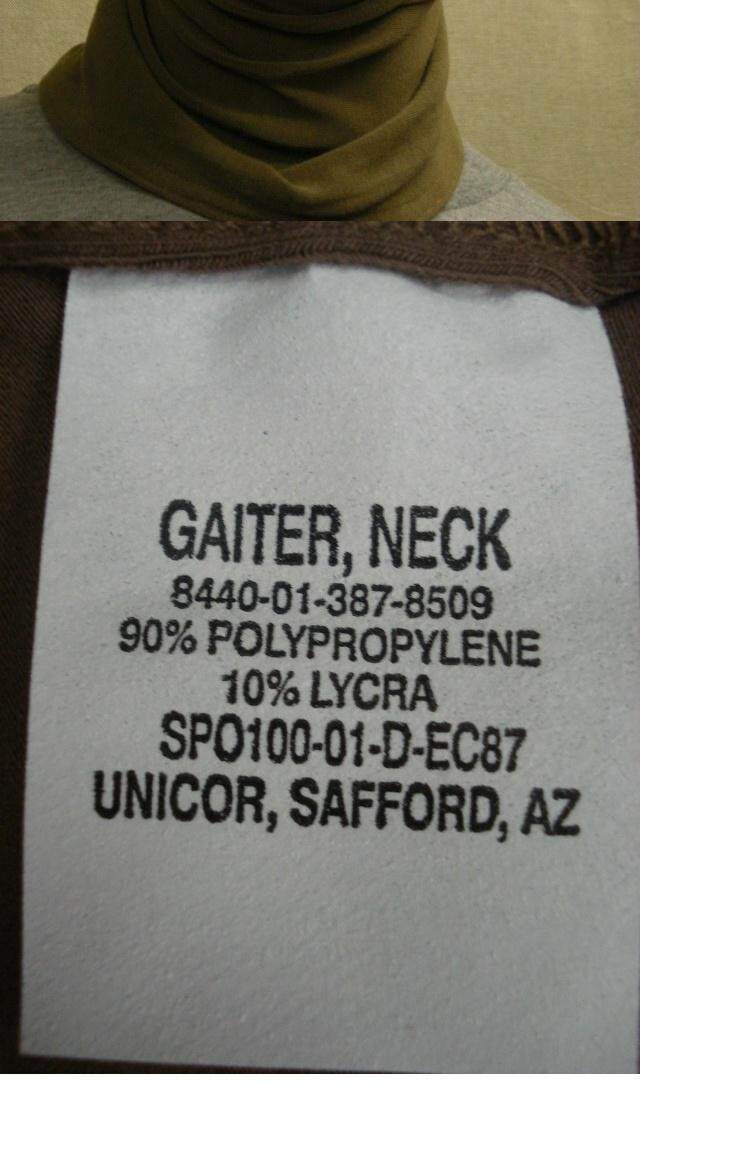 GAITER, NECK
8440-01-387-8509
90% POLYPROPYLENE
10% LYCRA
SPO100-01-D-EC87
UNICOR, SAFFORD, AZ